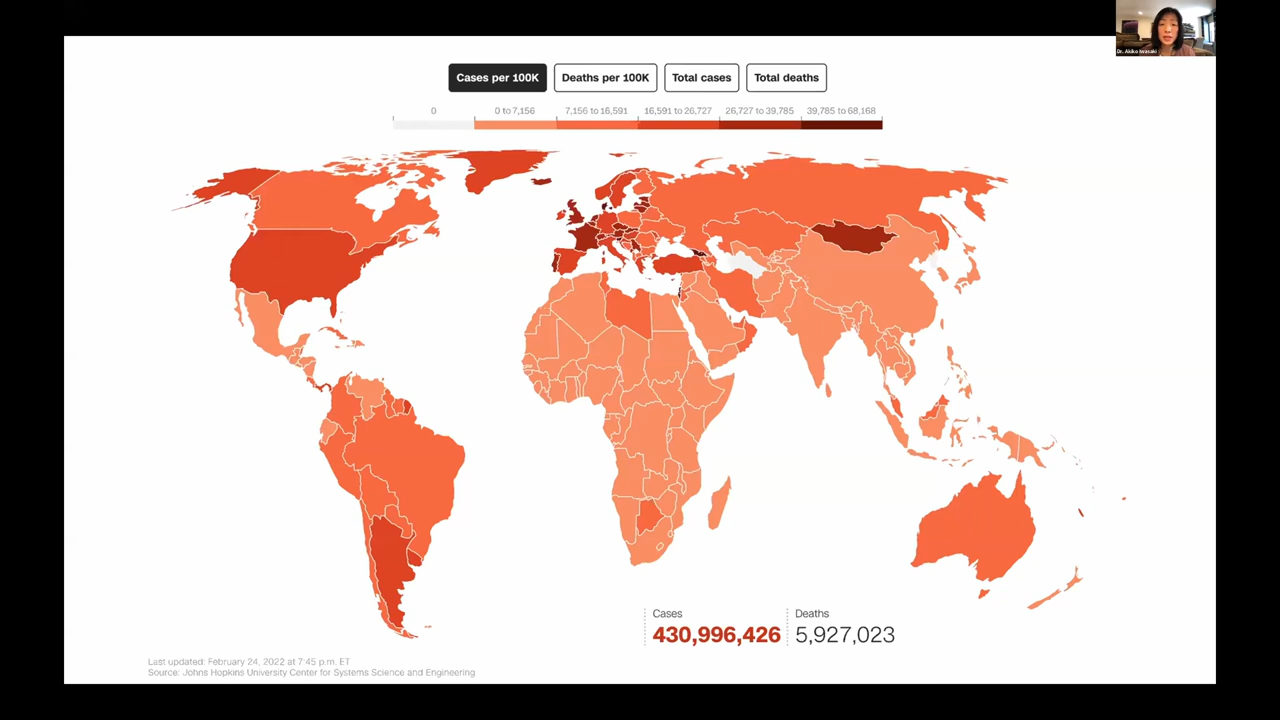 Dr. Akiko Iwasaki
Cases per 100K
Deaths per 100K
Total cases
Total deaths
0
0 to 7,156
7,156 to 16,591
16,591 to 26,727
26,727 to 39,785
39,785 to 68,168
Cases
Deaths
430,996,426
5,927,023
Last updated: February 24, 2022 at 7:45 p.m. ET
Source: Johns Hopkins University Center for Systems Science and Engineering